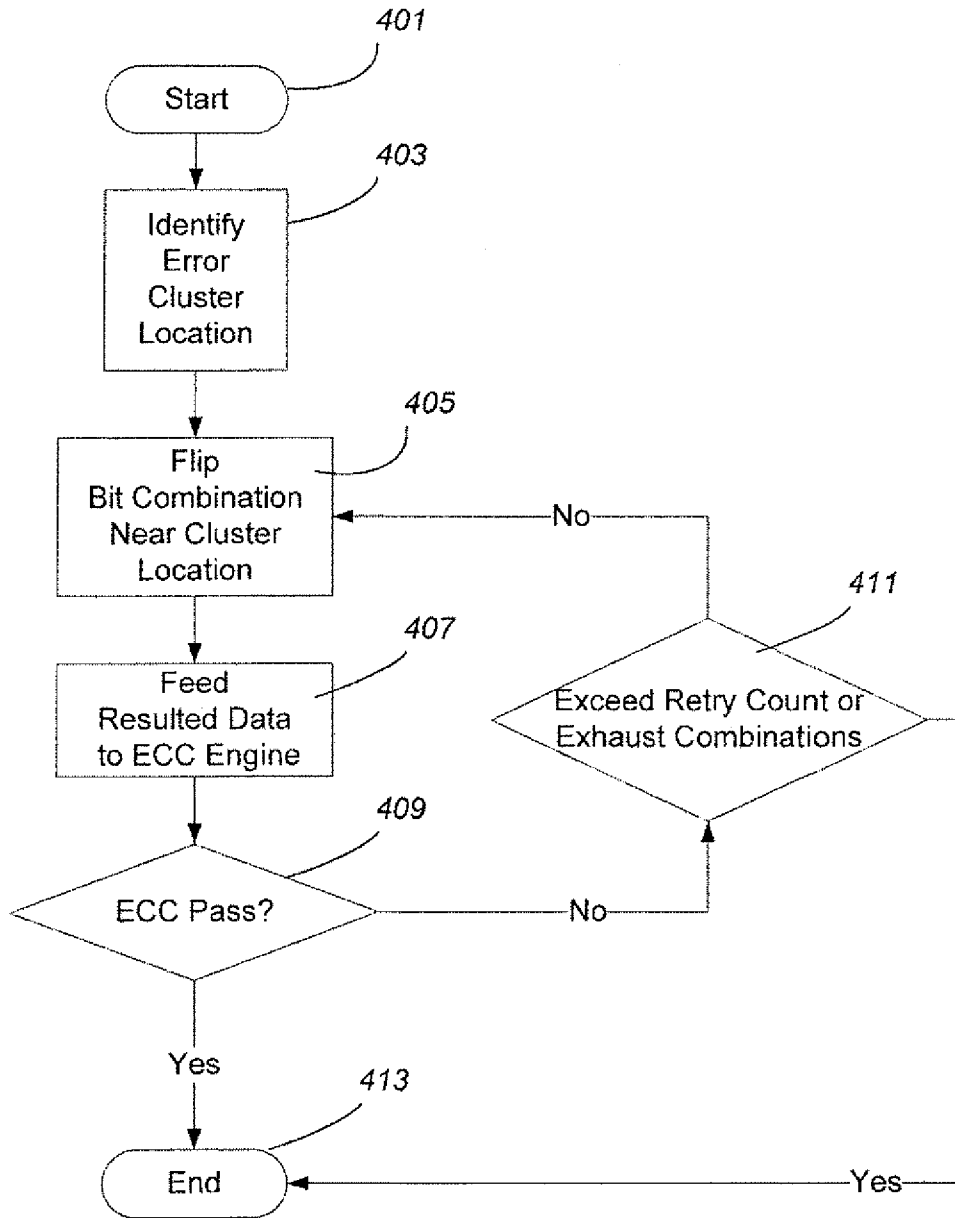 401
Start
403
Identify
Error
Cluster
Location
405
Flip
Bit Combination
Near Cluster
Location
No
411
407
Feed
Resulted Data
to ECC Engine
Exceed Retry Count or
Exhaust Combinations
409
ECC Pass?
No
Yes
413
End
Yes